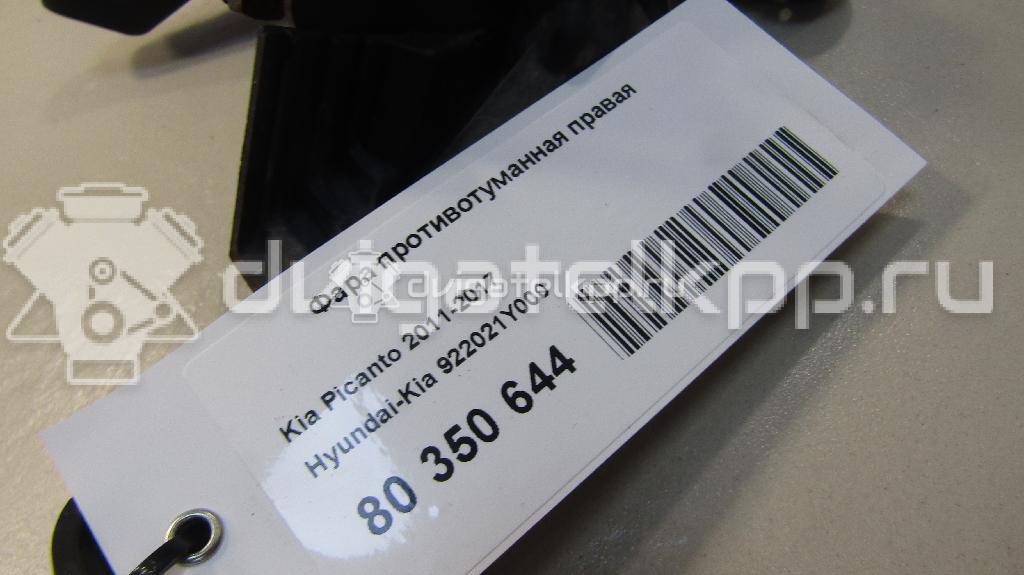 Фара противотуманная правая
Kia Picanto 2011-2017
Hyundai-Kia 922021Y000
80 350 644
dvigatelkpp.ru